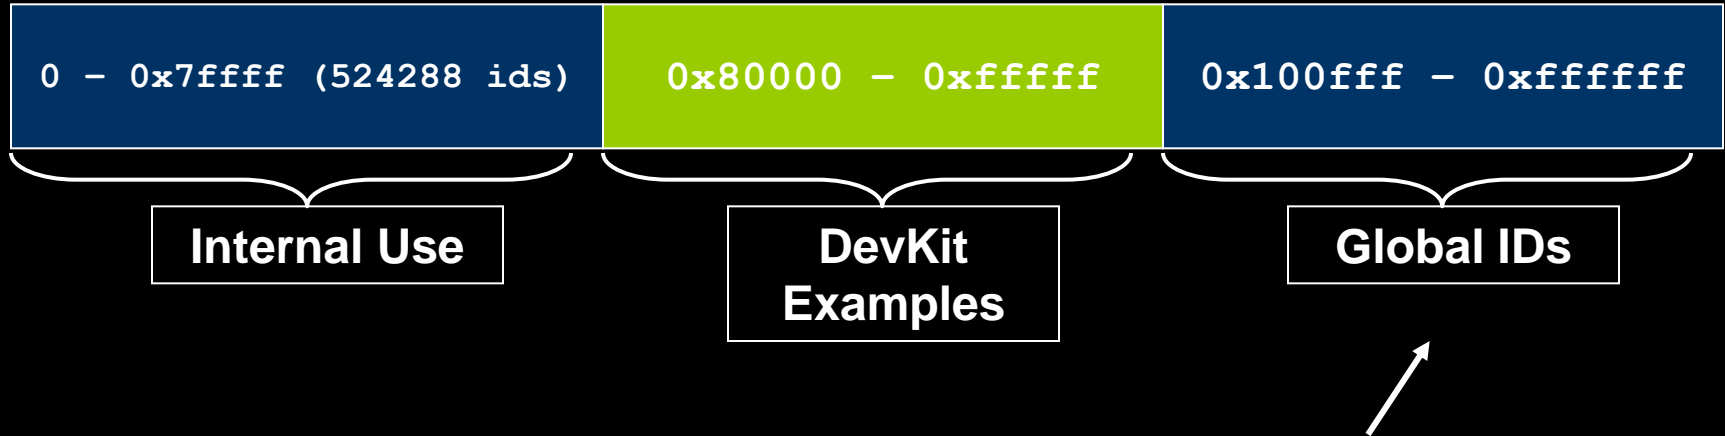 0 – 0x7ffff (524288 ids)
0x80000 – 0xfffff
0x100fff – 0xffffff
Internal Use
DevKit
Examples
Global IDs